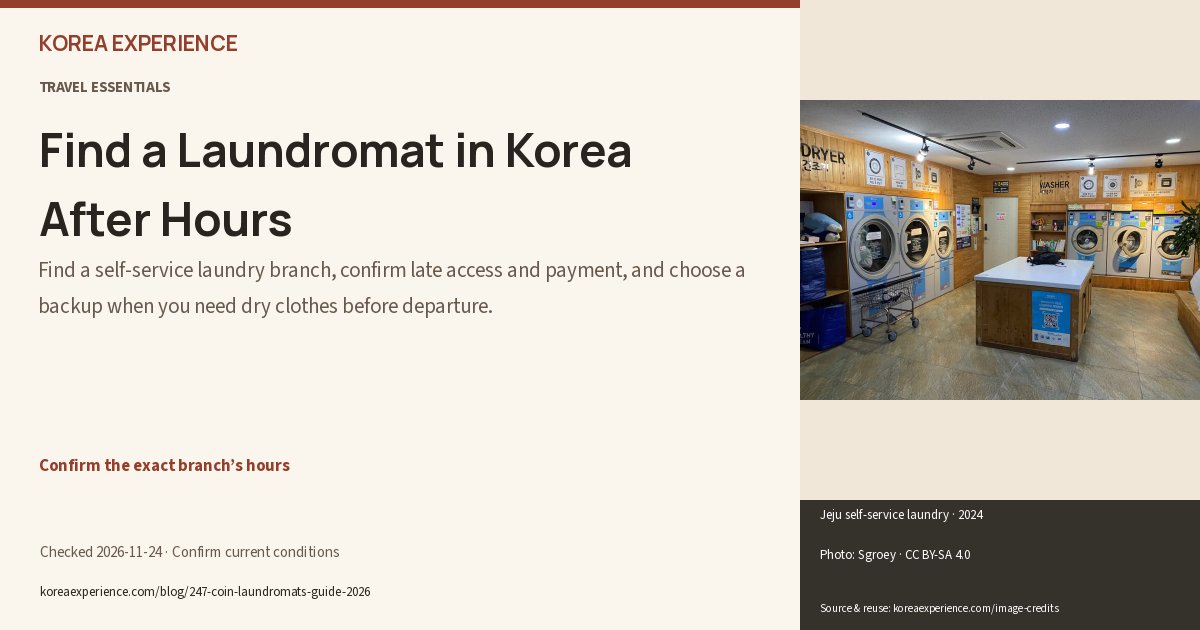 KOREA EXPERIENCE
TRAVEL ESSENTIALS
Find a Laundromat in Korea
After Hours
Find a self-service laundry branch, confirm late access and payment, and choose a
backup when you need dry clothes before departure.
Confirm the exact branch’s hours
Checked 2026-11-24 · Confirm current conditions
koreaexperience.com/blog/247-coin-laundromats-guide-2026
DRYER
건조기
WASHER
Jeju self-service laundry · 2024
Photo: Sgroey · CC BY-SA 4.0
Source & reuse: koreaexperience.com/image-credits